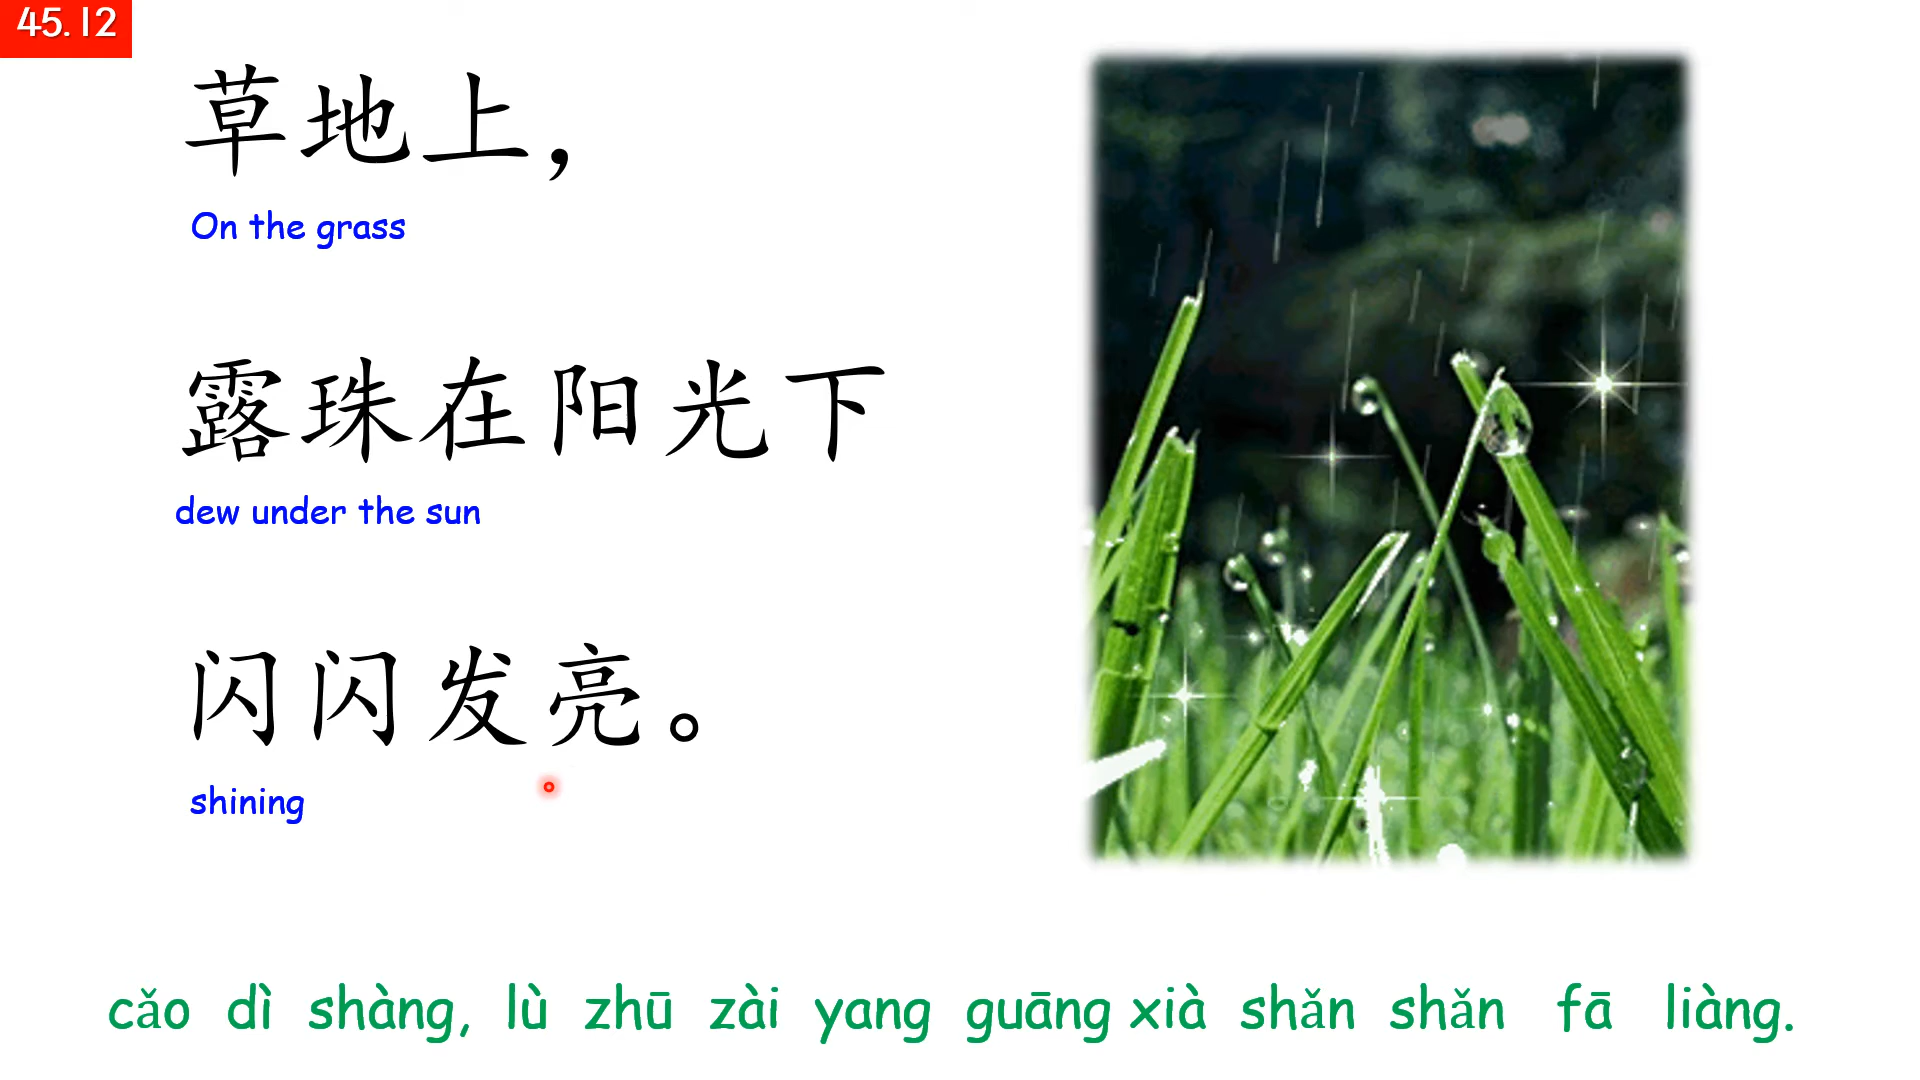 45.12
草地上，
On the grass
露珠在阳光下
dew under the sun
闪闪发亮。
shining
cǎo dì shàng, lù zhū zài yang guāng xià shǎn shǎn fā liàng.